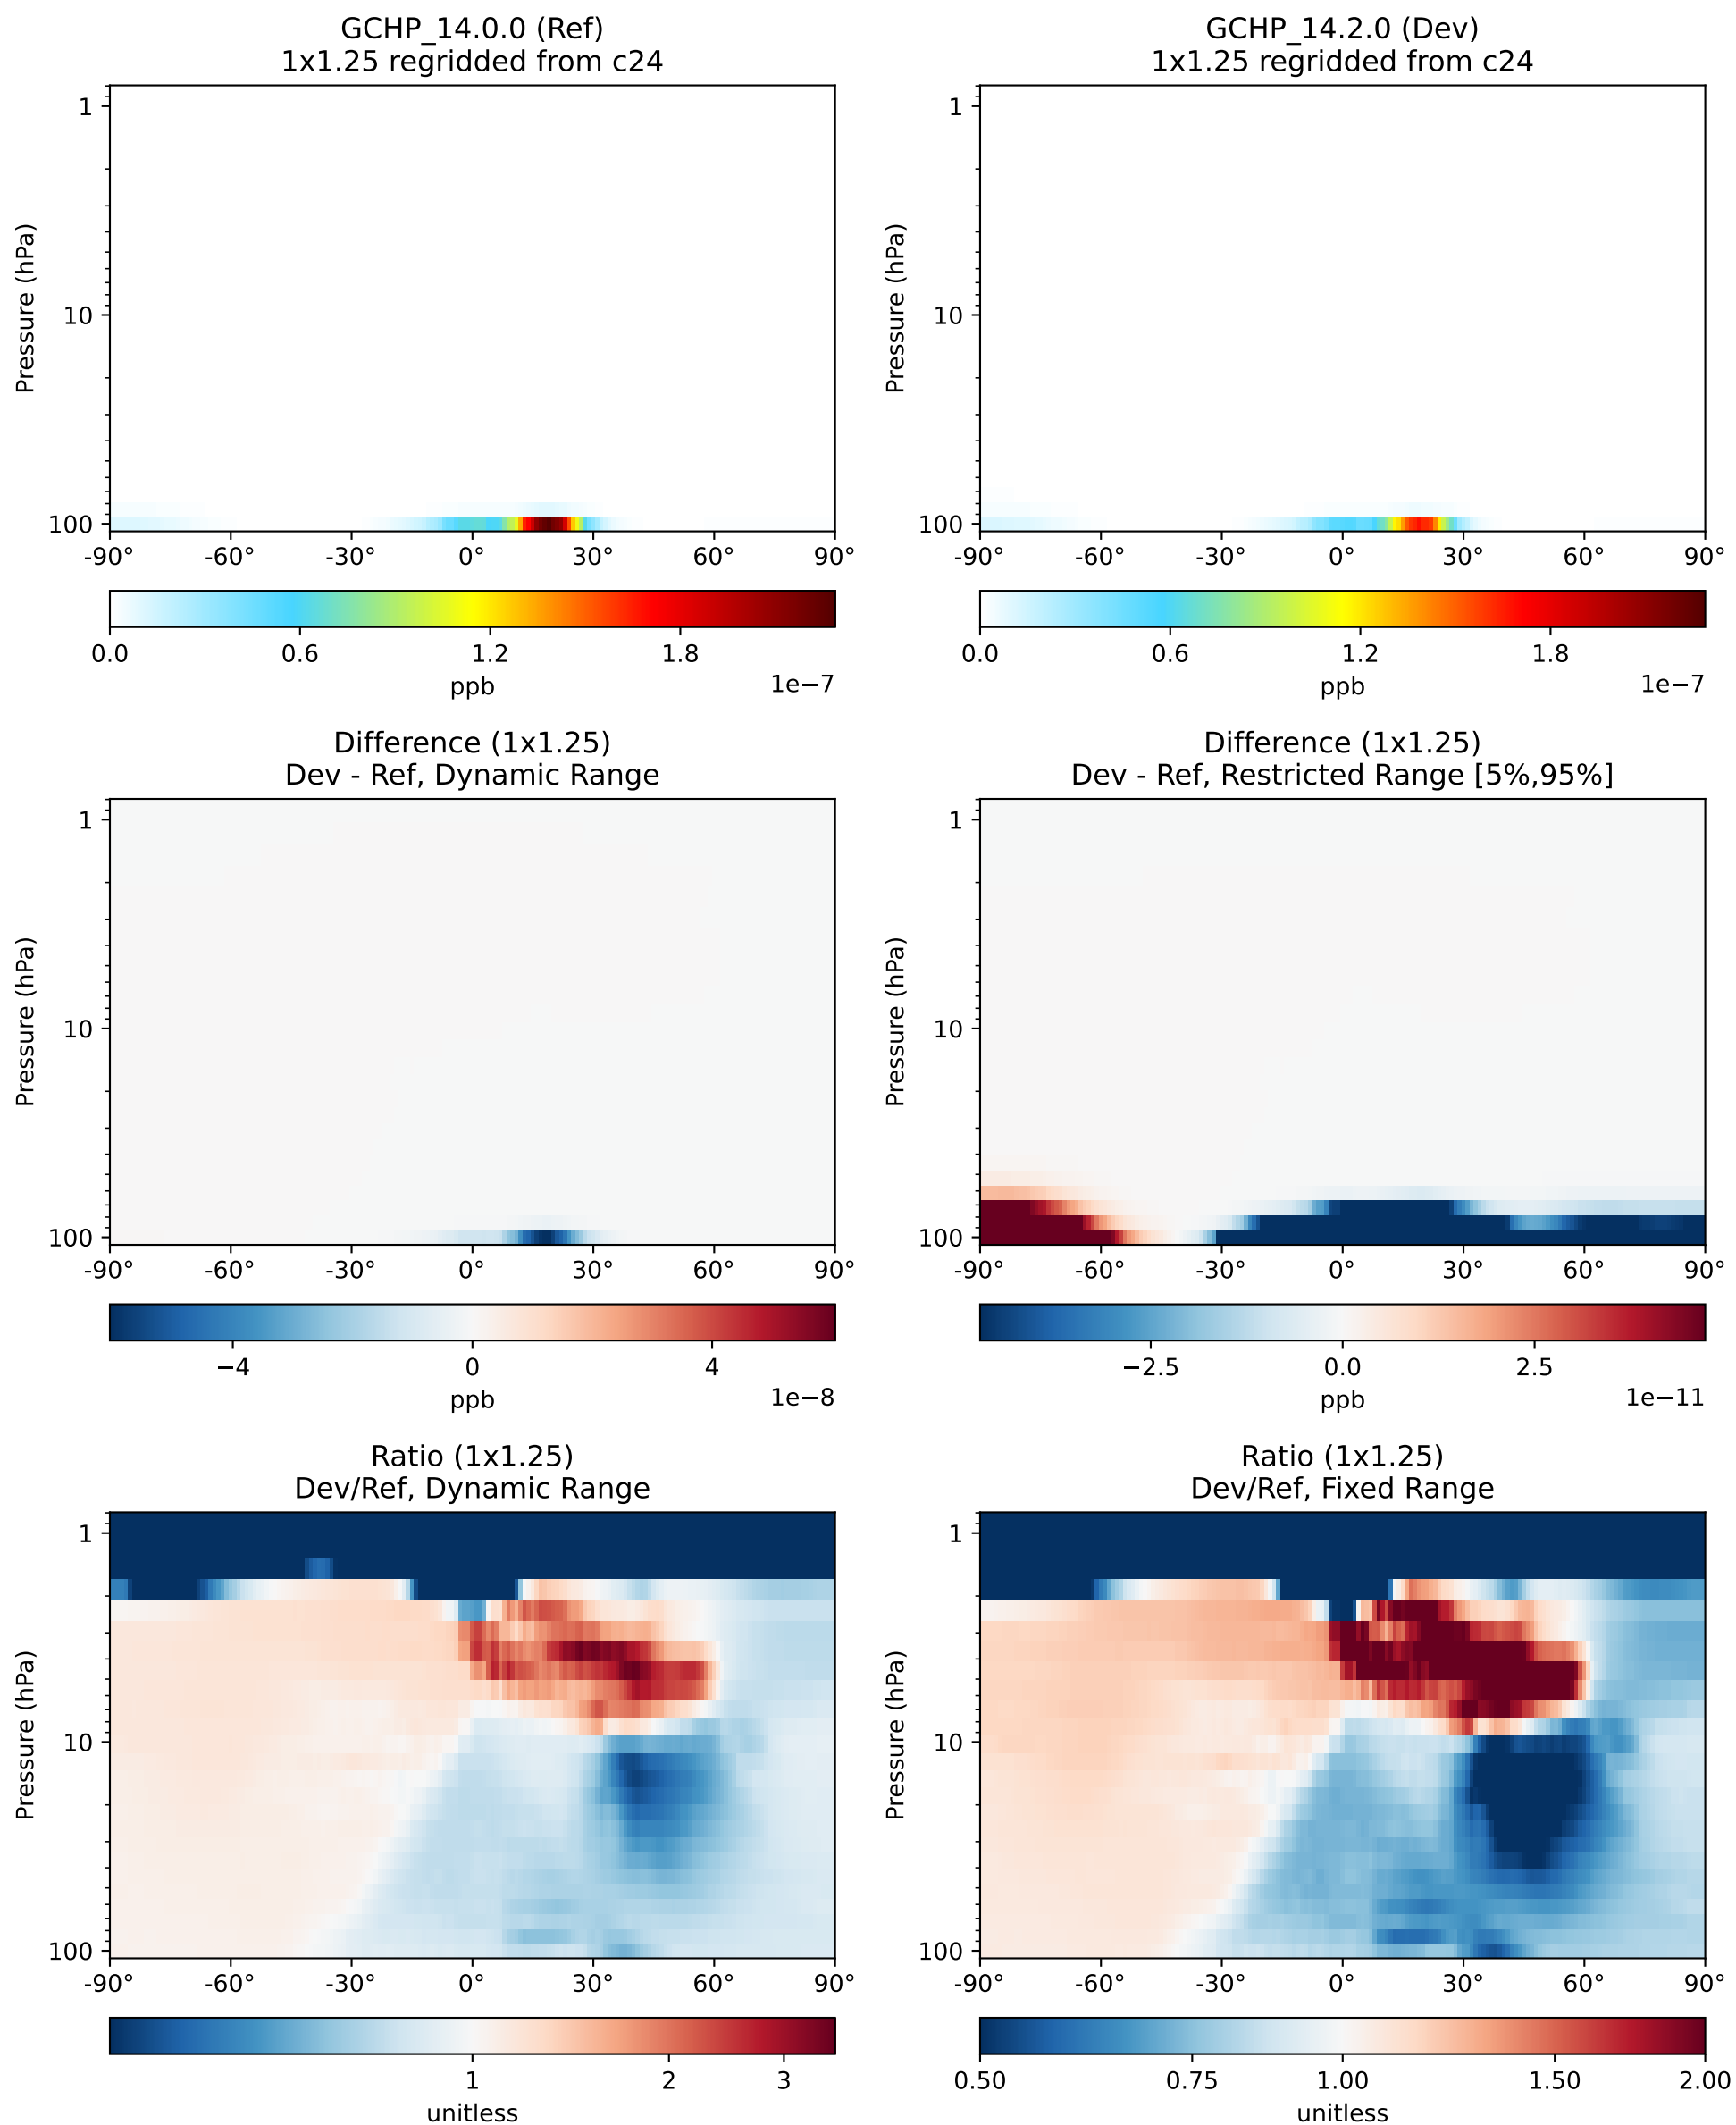 GCHP_14.0.0 (Ref)
1x1.25 regridded from c24
Pressure (hPa)
1
10
100
-90° -60° -30° 0° 30° 60° 90°
0.0 0.6 1.2 1.8
ppb 1e−7
GCHP_14.2.0 (Dev)
1x1.25 regridded from c24
Pressure (hPa)
1
10
100
-90° -60° -30° 0° 30° 60° 90°
0.0 0.6 1.2 1.8
ppb 1e−7
Difference (1x1.25)
Dev - Ref, Dynamic Range
Pressure (hPa)
1
10
100
-90° -60° -30° 0° 30° 60° 90°
−4 0 4
ppb 1e−8
Difference (1x1.25)
Dev - Ref, Restricted Range [5%,95%]
Pressure (hPa)
1
10
100
-90° -60° -30° 0° 30° 60° 90°
−2.5 0.0 2.5
ppb 1e−11
Ratio (1x1.25)
Dev/Ref, Dynamic Range
Pressure (hPa)
1
10
100
-90° -60° -30° 0° 30° 60° 90°
1 2 3
unitless
Ratio (1x1.25)
Dev/Ref, Fixed Range
Pressure (hPa)
1
10
100
-90° -60° -30° 0° 30° 60° 90°
0.50 0.75 1.00 1.50 2.00
unitless